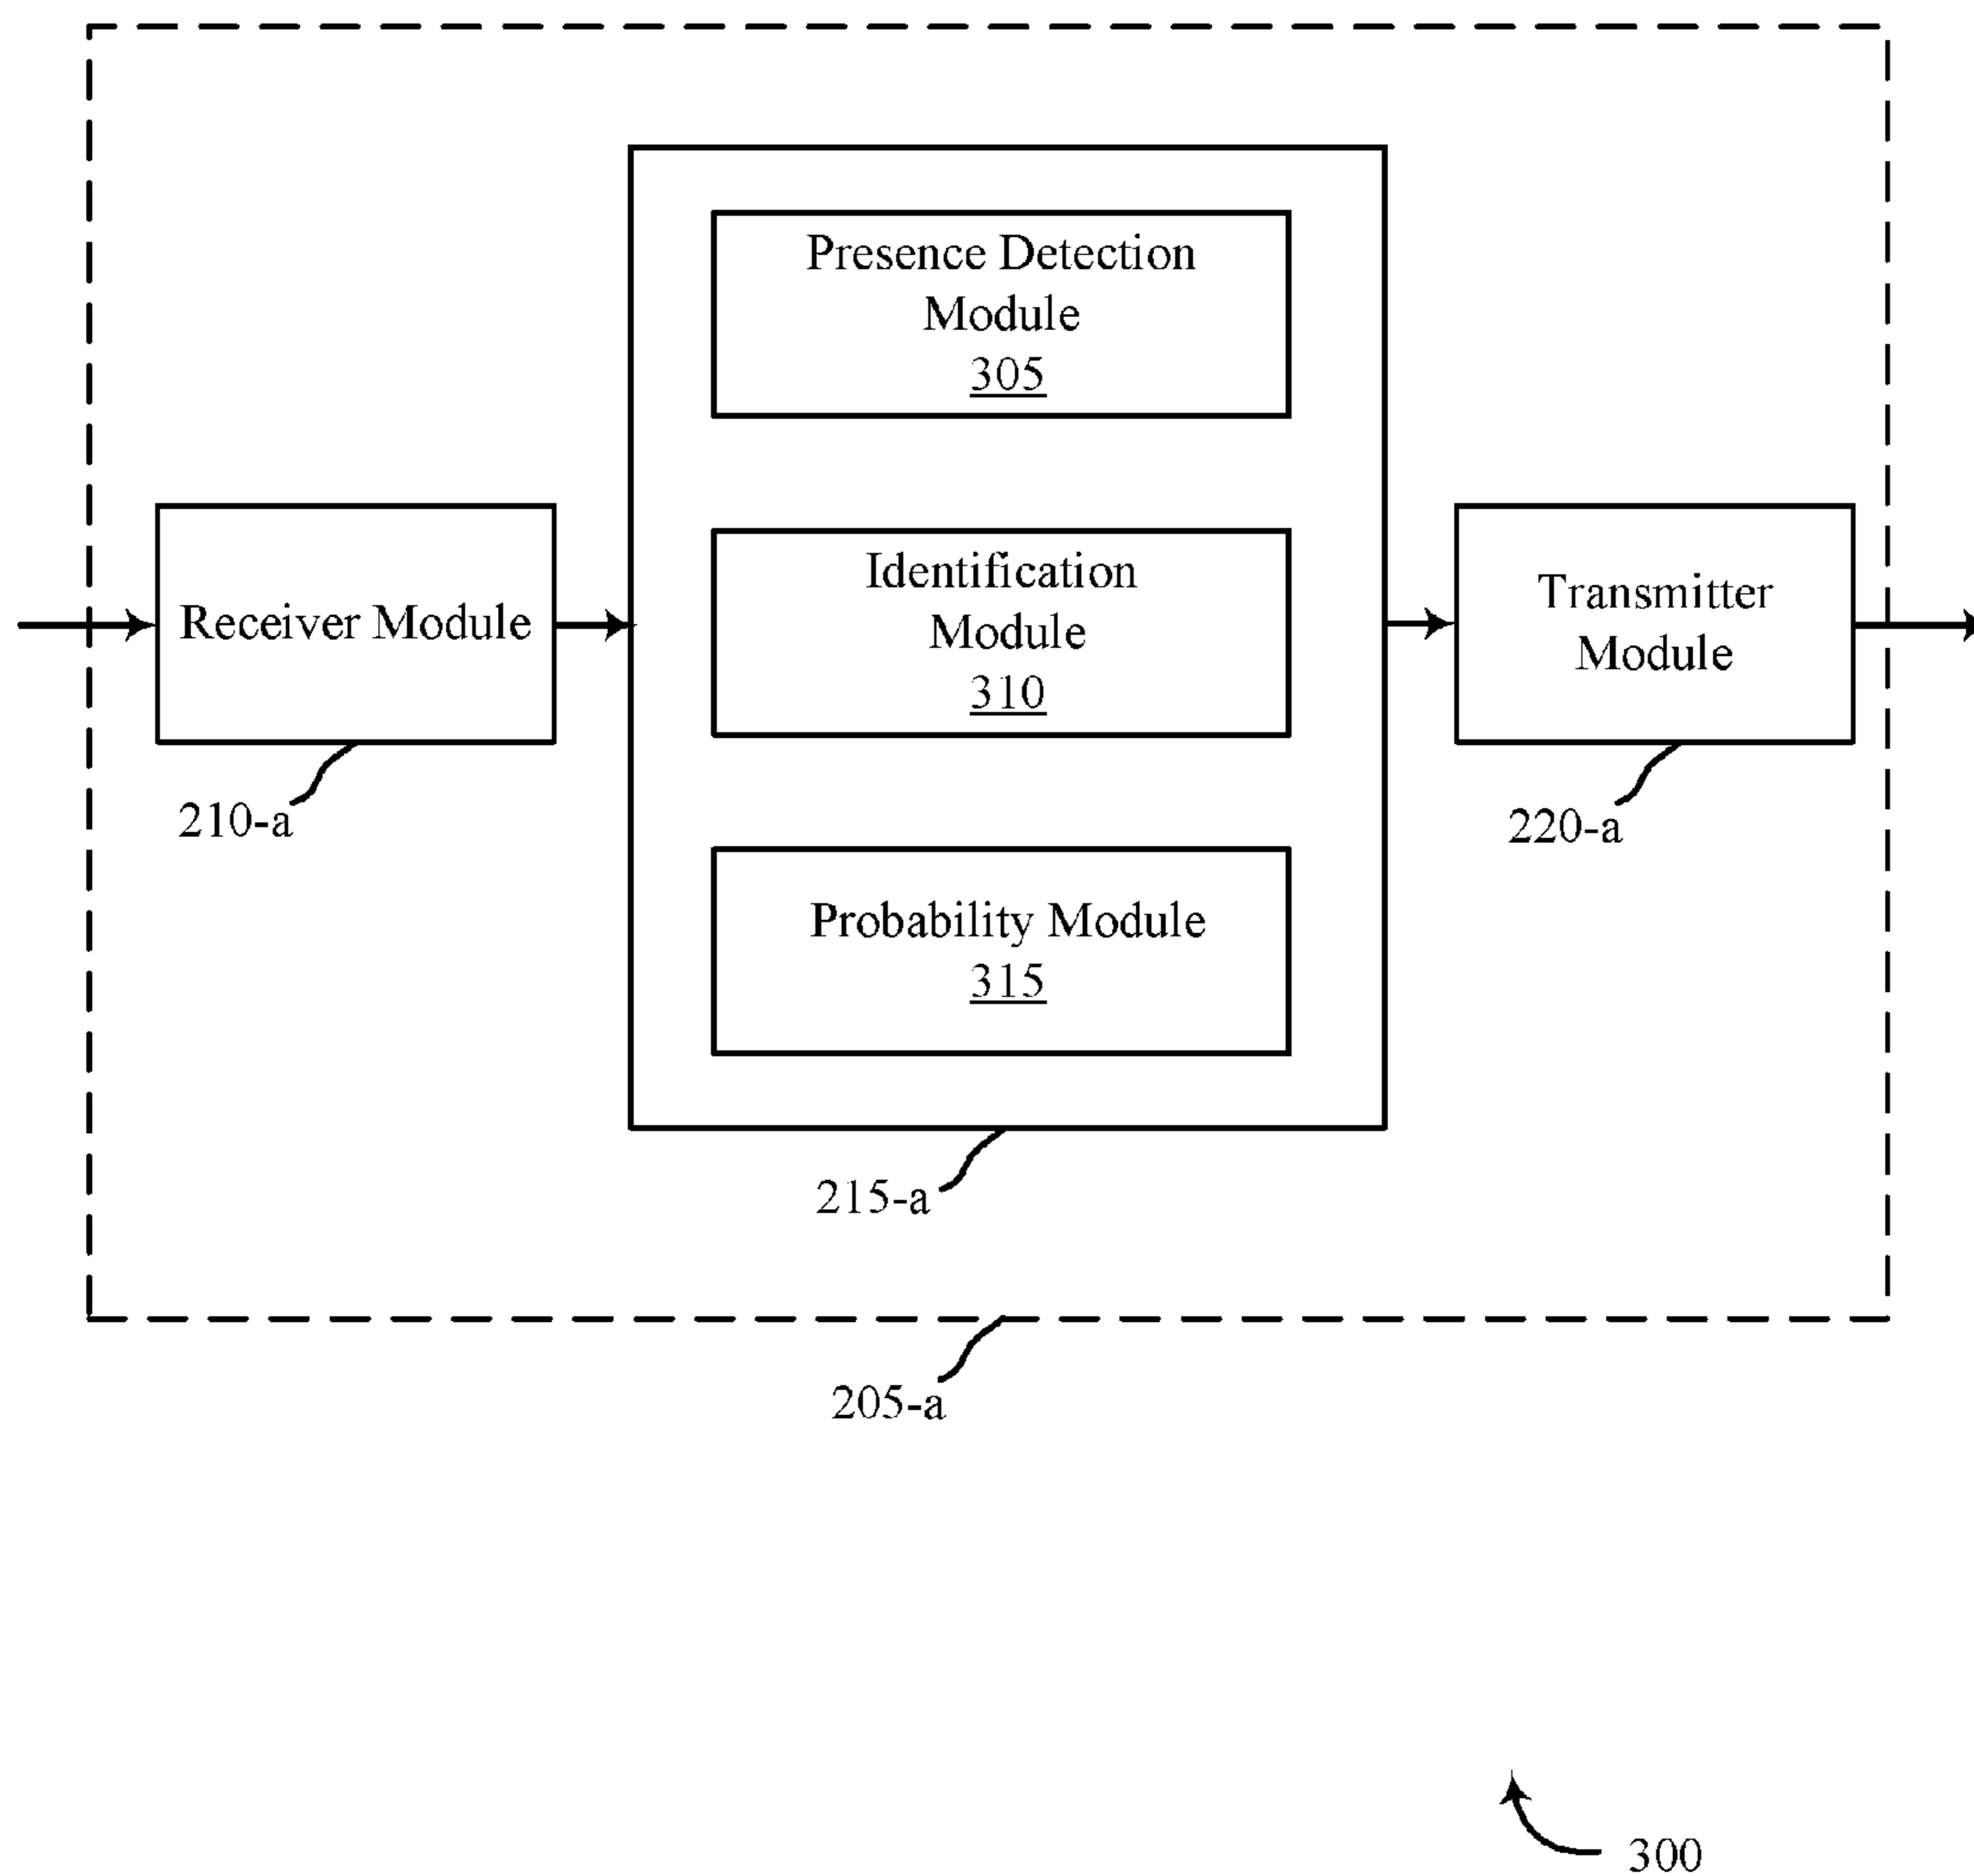 Presence Detection
Module
305
Identification
Module
310
Probability Module
315
Receiver Module
Transmitter
Module
210-a
220-a
215-a
205-a
300